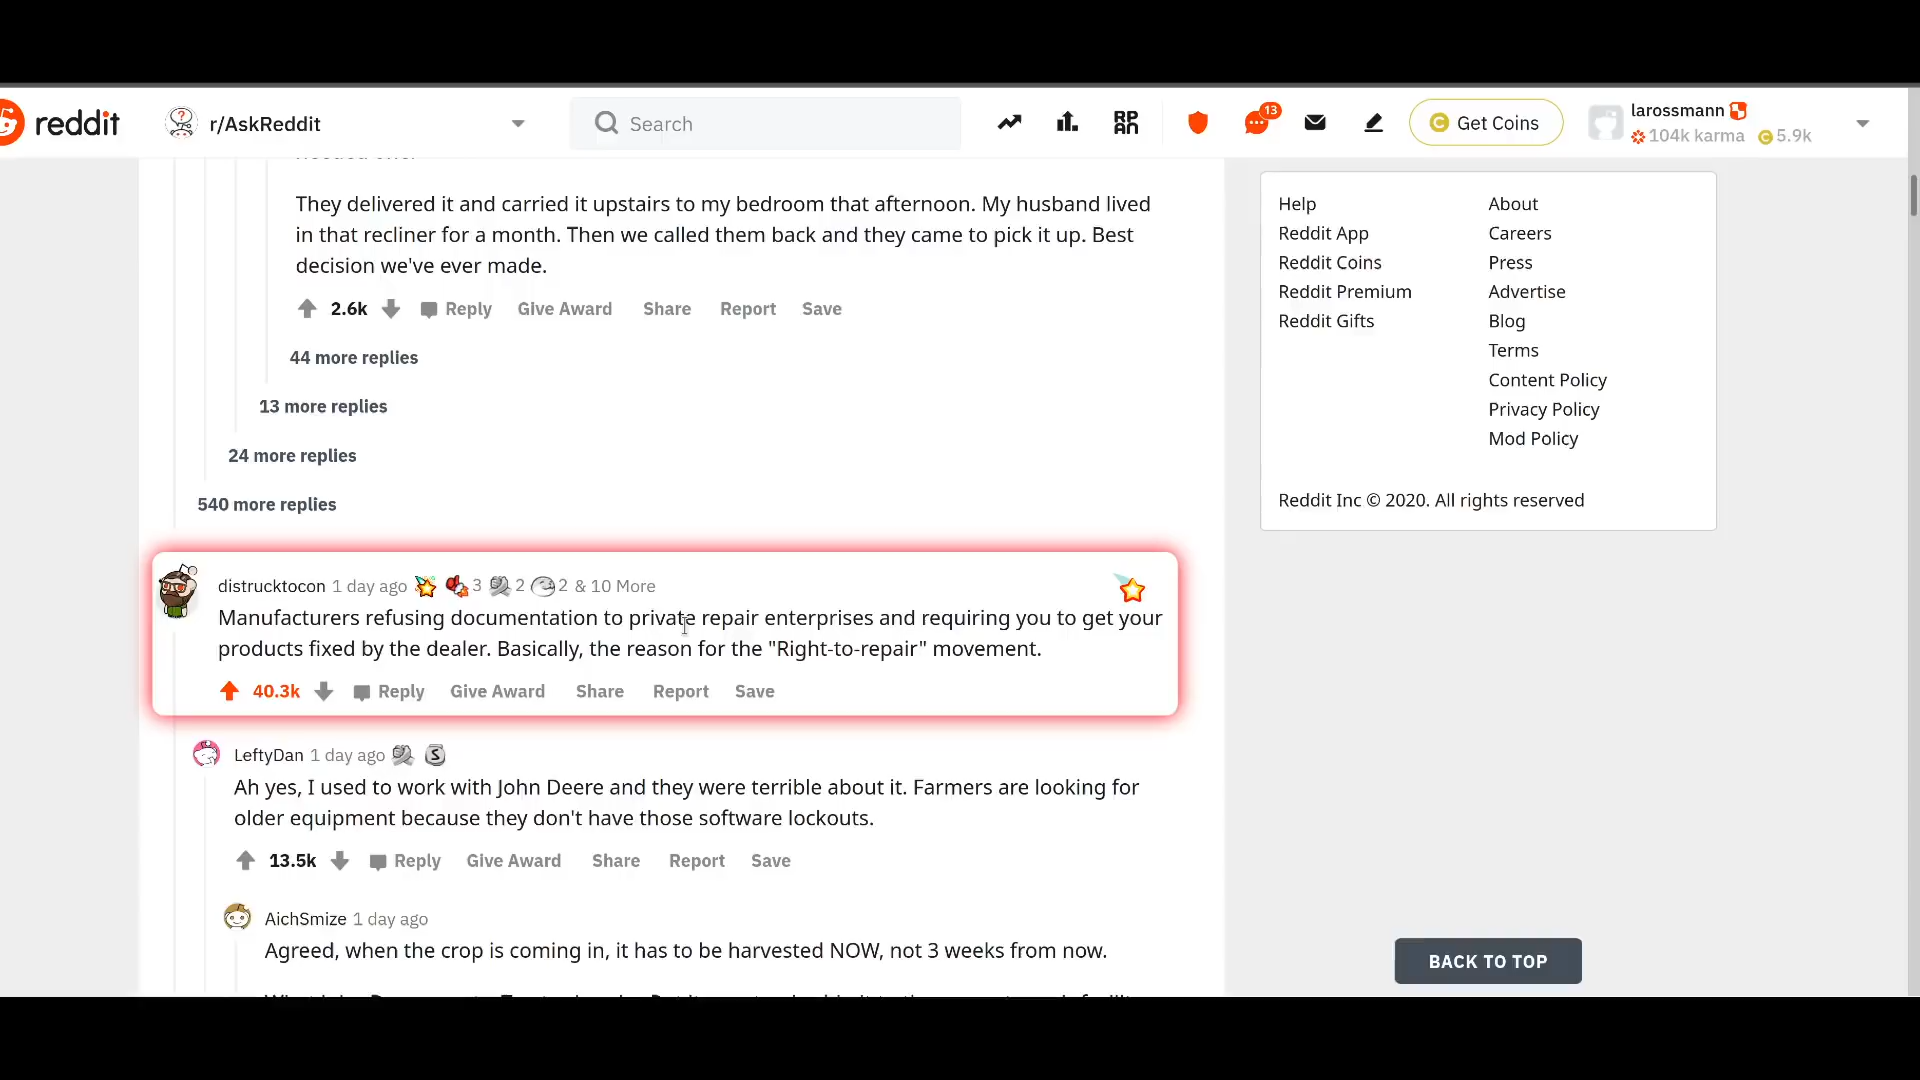 reddit
r/AskReddit
Search
RPAN
13
Get Coins
larossmann
104k karma
5.9k
They delivered it and carried it upstairs to my bedroom that afternoon. My husband lived
in that recliner for a month. Then we called them back and they came to pick it up. Best
decision we've ever made.
2.6k Reply Give Award Share Report Save
44 more replies
13 more replies
24 more replies
540 more replies
distrucktocon 1 day ago 3 2 2 & 10 More
Manufacturers refusing documentation to private repair enterprises and requiring you to get your
products fixed by the dealer. Basically, the reason for the "Right-to-repair" movement.
40.3k Reply Give Award Share Report Save
LeftyDan 1 day ago S
Ah yes, I used to work with John Deere and they were terrible about it. Farmers are looking for
older equipment because they don't have those software lockouts.
13.5k Reply Give Award Share Report Save
AichSmize 1 day ago
Agreed, when the crop is coming in, it has to be harvested NOW, not 3 weeks from now.
Help
Reddit App
Reddit Coins
Reddit Premium
Reddit Gifts
About
Careers
Press
Advertise
Blog
Terms
Content Policy
Privacy Policy
Mod Policy
Reddit Inc © 2020. All rights reserved
BACK TO TOP